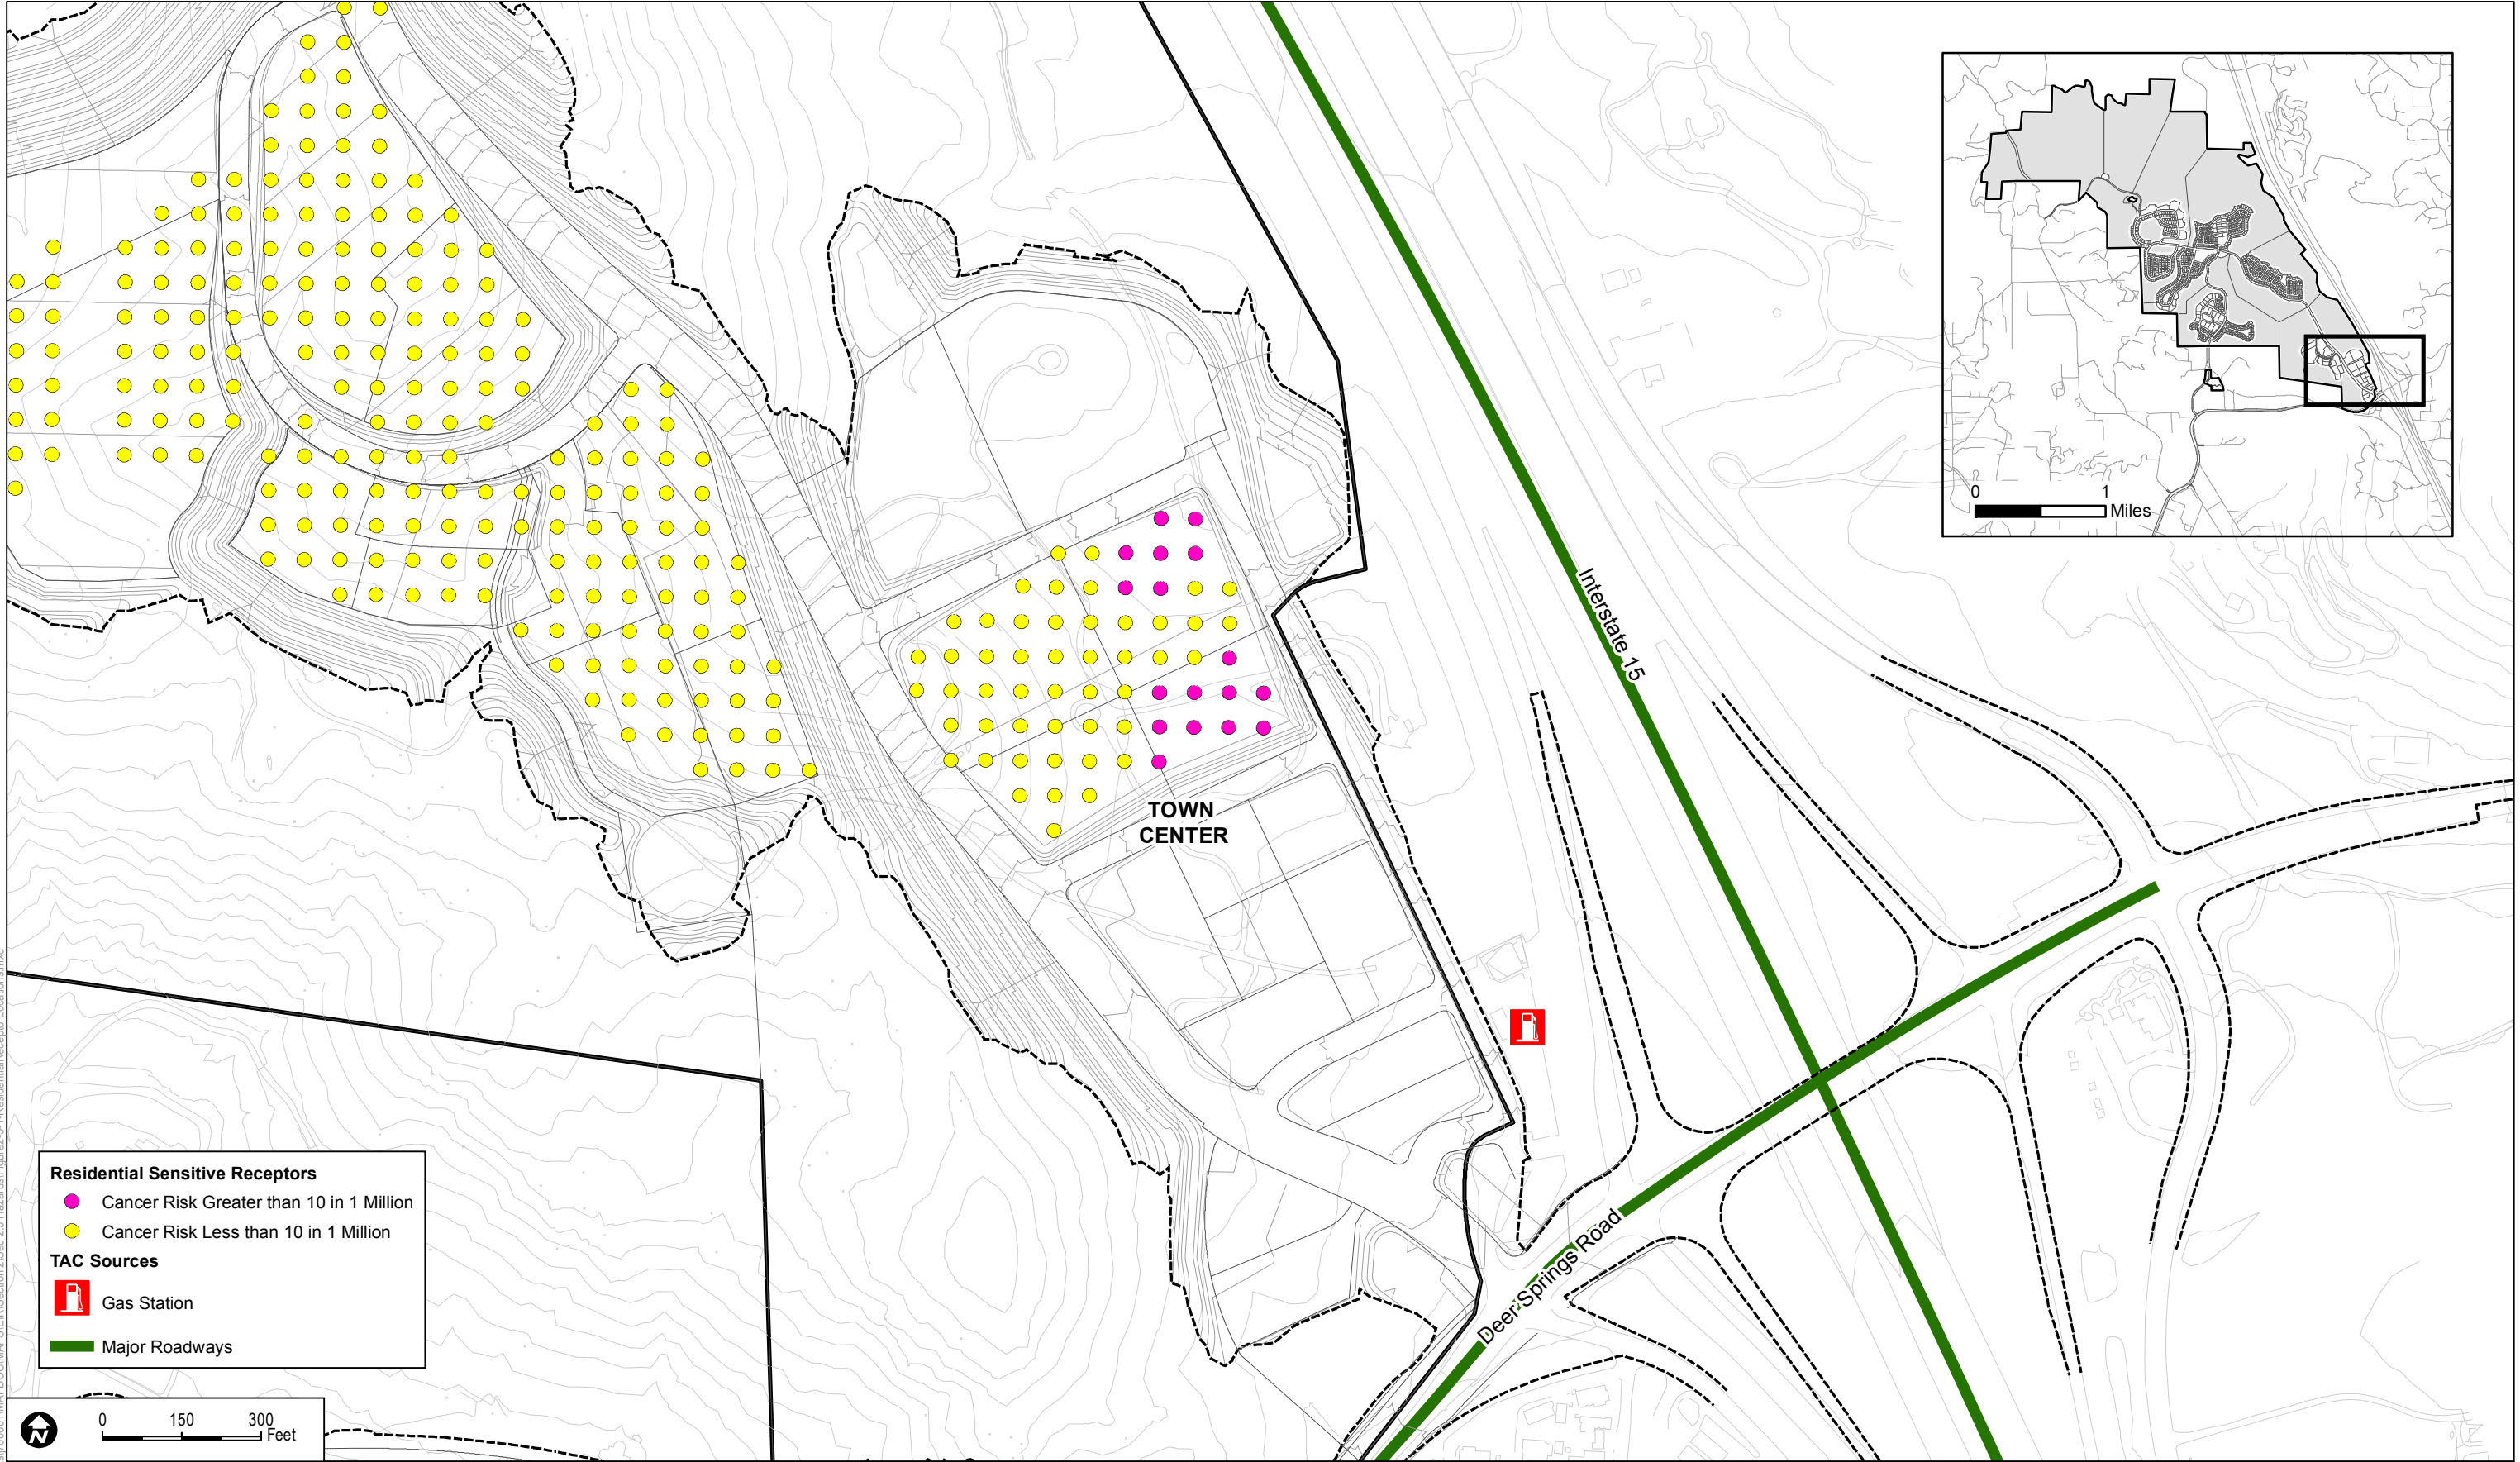 0
1
Miles
Interstate 15
TOWN
CENTER
Deer Springs Road
Residential Sensitive Receptors
Cancer Risk Greater than 10 in 1 Million
Cancer Risk Less than 10 in 1 Million
TAC Sources
Gas Station
Major Roadways
N
0
150
300
Feet